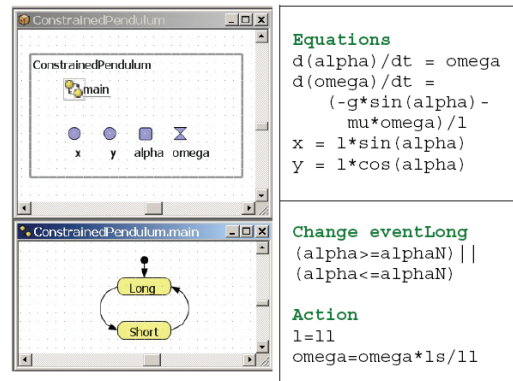 ConstrainedPendulum
ConstrainedPendulum
main
x y alpha omega
ConstrainedPendulum.main
Long
Short
Equations
d(alpha)/dt = omega
d(omega)/dt =
(-g*sin(alpha)-
mu*omega)/l
x = l*sin(alpha)
y = l*cos(alpha)
Change eventLong
(alpha>=alphaN)||
(alpha<=alphaN)
Action
l=ll
omega=omega*ls/ll